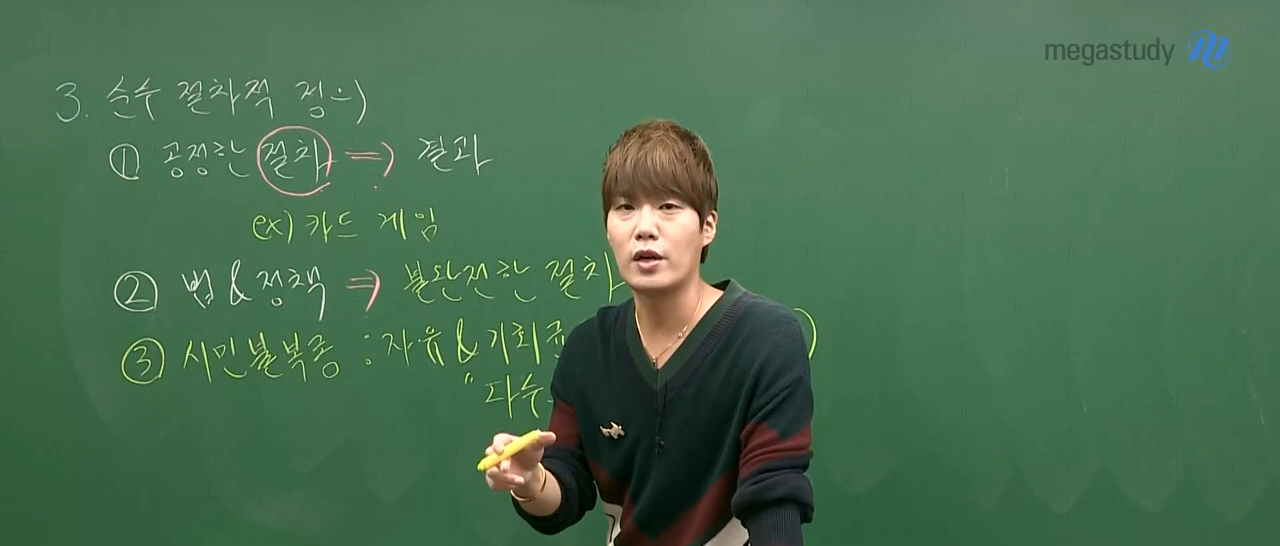 megastudy
3. 순수 절차적 정의)
① 공정한 절차 ⇒ 결과
ex) 카드 게임
② 법 & 정책 ⇒ 불완전한 절차
③ 시민불복종 : 자유 & 기회균 )
" 다수